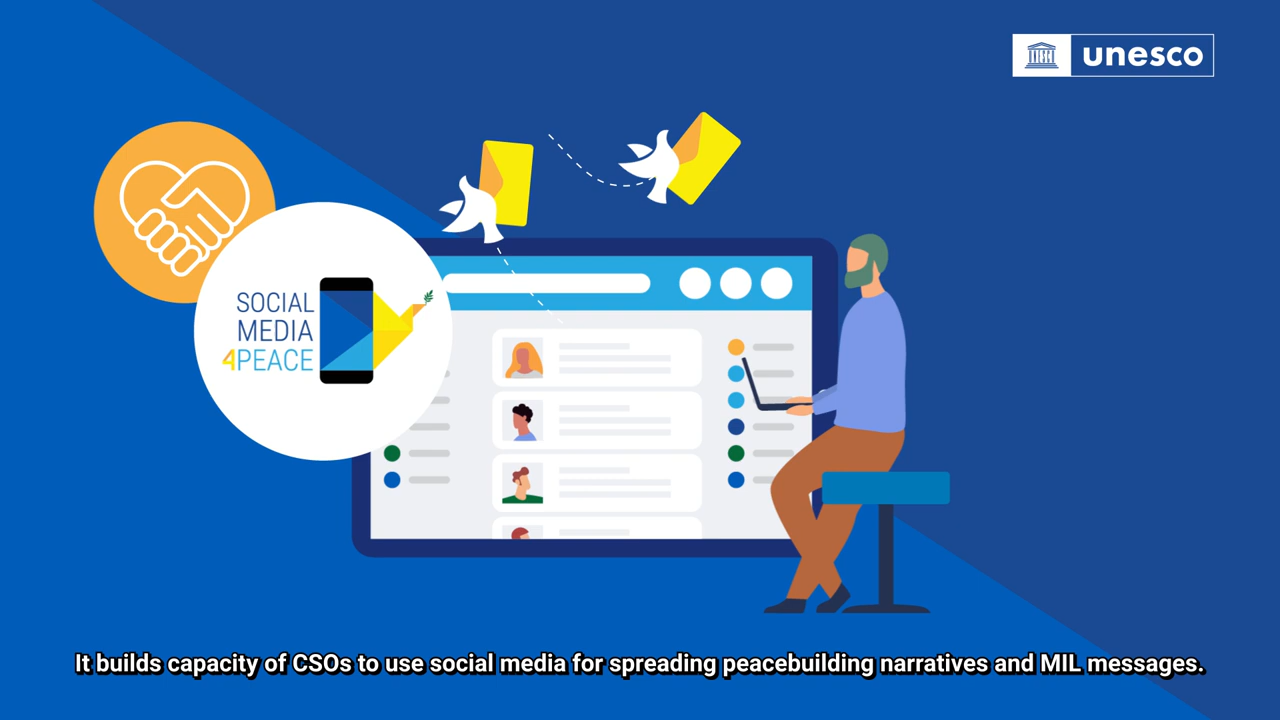 unesco
SOCIAL
MEDIA
4PEACE
It builds capacity of CSOs to use social media for spreading peacebuilding narratives and MIL messages.